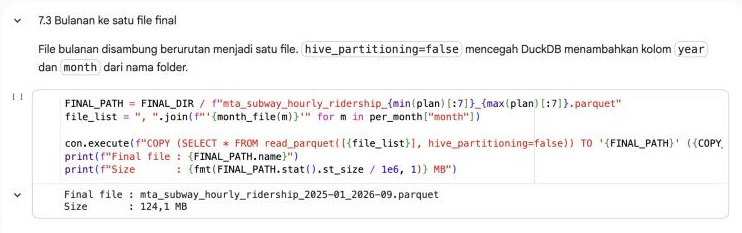 7.3 Bulanan ke satu file final
File bulanan disambung berurutan menjadi satu file. hive_partitioning=false mencegah DuckDB menambahkan kolom year
dan month dari nama folder.
[ ]
FINAL_PATH = FINAL_DIR / f"mta_subway_hourly_ridership_{min(plan)[:7]}_{max(plan)[:7]}.parquet"
file_list = ", ".join(f"'{month_file(m)}'" for m in per_month["month"])
con.execute(f"COPY (SELECT * FROM read_parquet([{file_list}], hive_partitioning=false)) TO '{FINAL_PATH}' ({COPY_
print(f"Final file : {FINAL_PATH.name}")
print(f"Size       : {fmt(FINAL_PATH.stat().st_size / 1e6, 1)} MB")
Final file : mta_subway_hourly_ridership_2025-01_2026-09.parquet
Size       : 124,1 MB